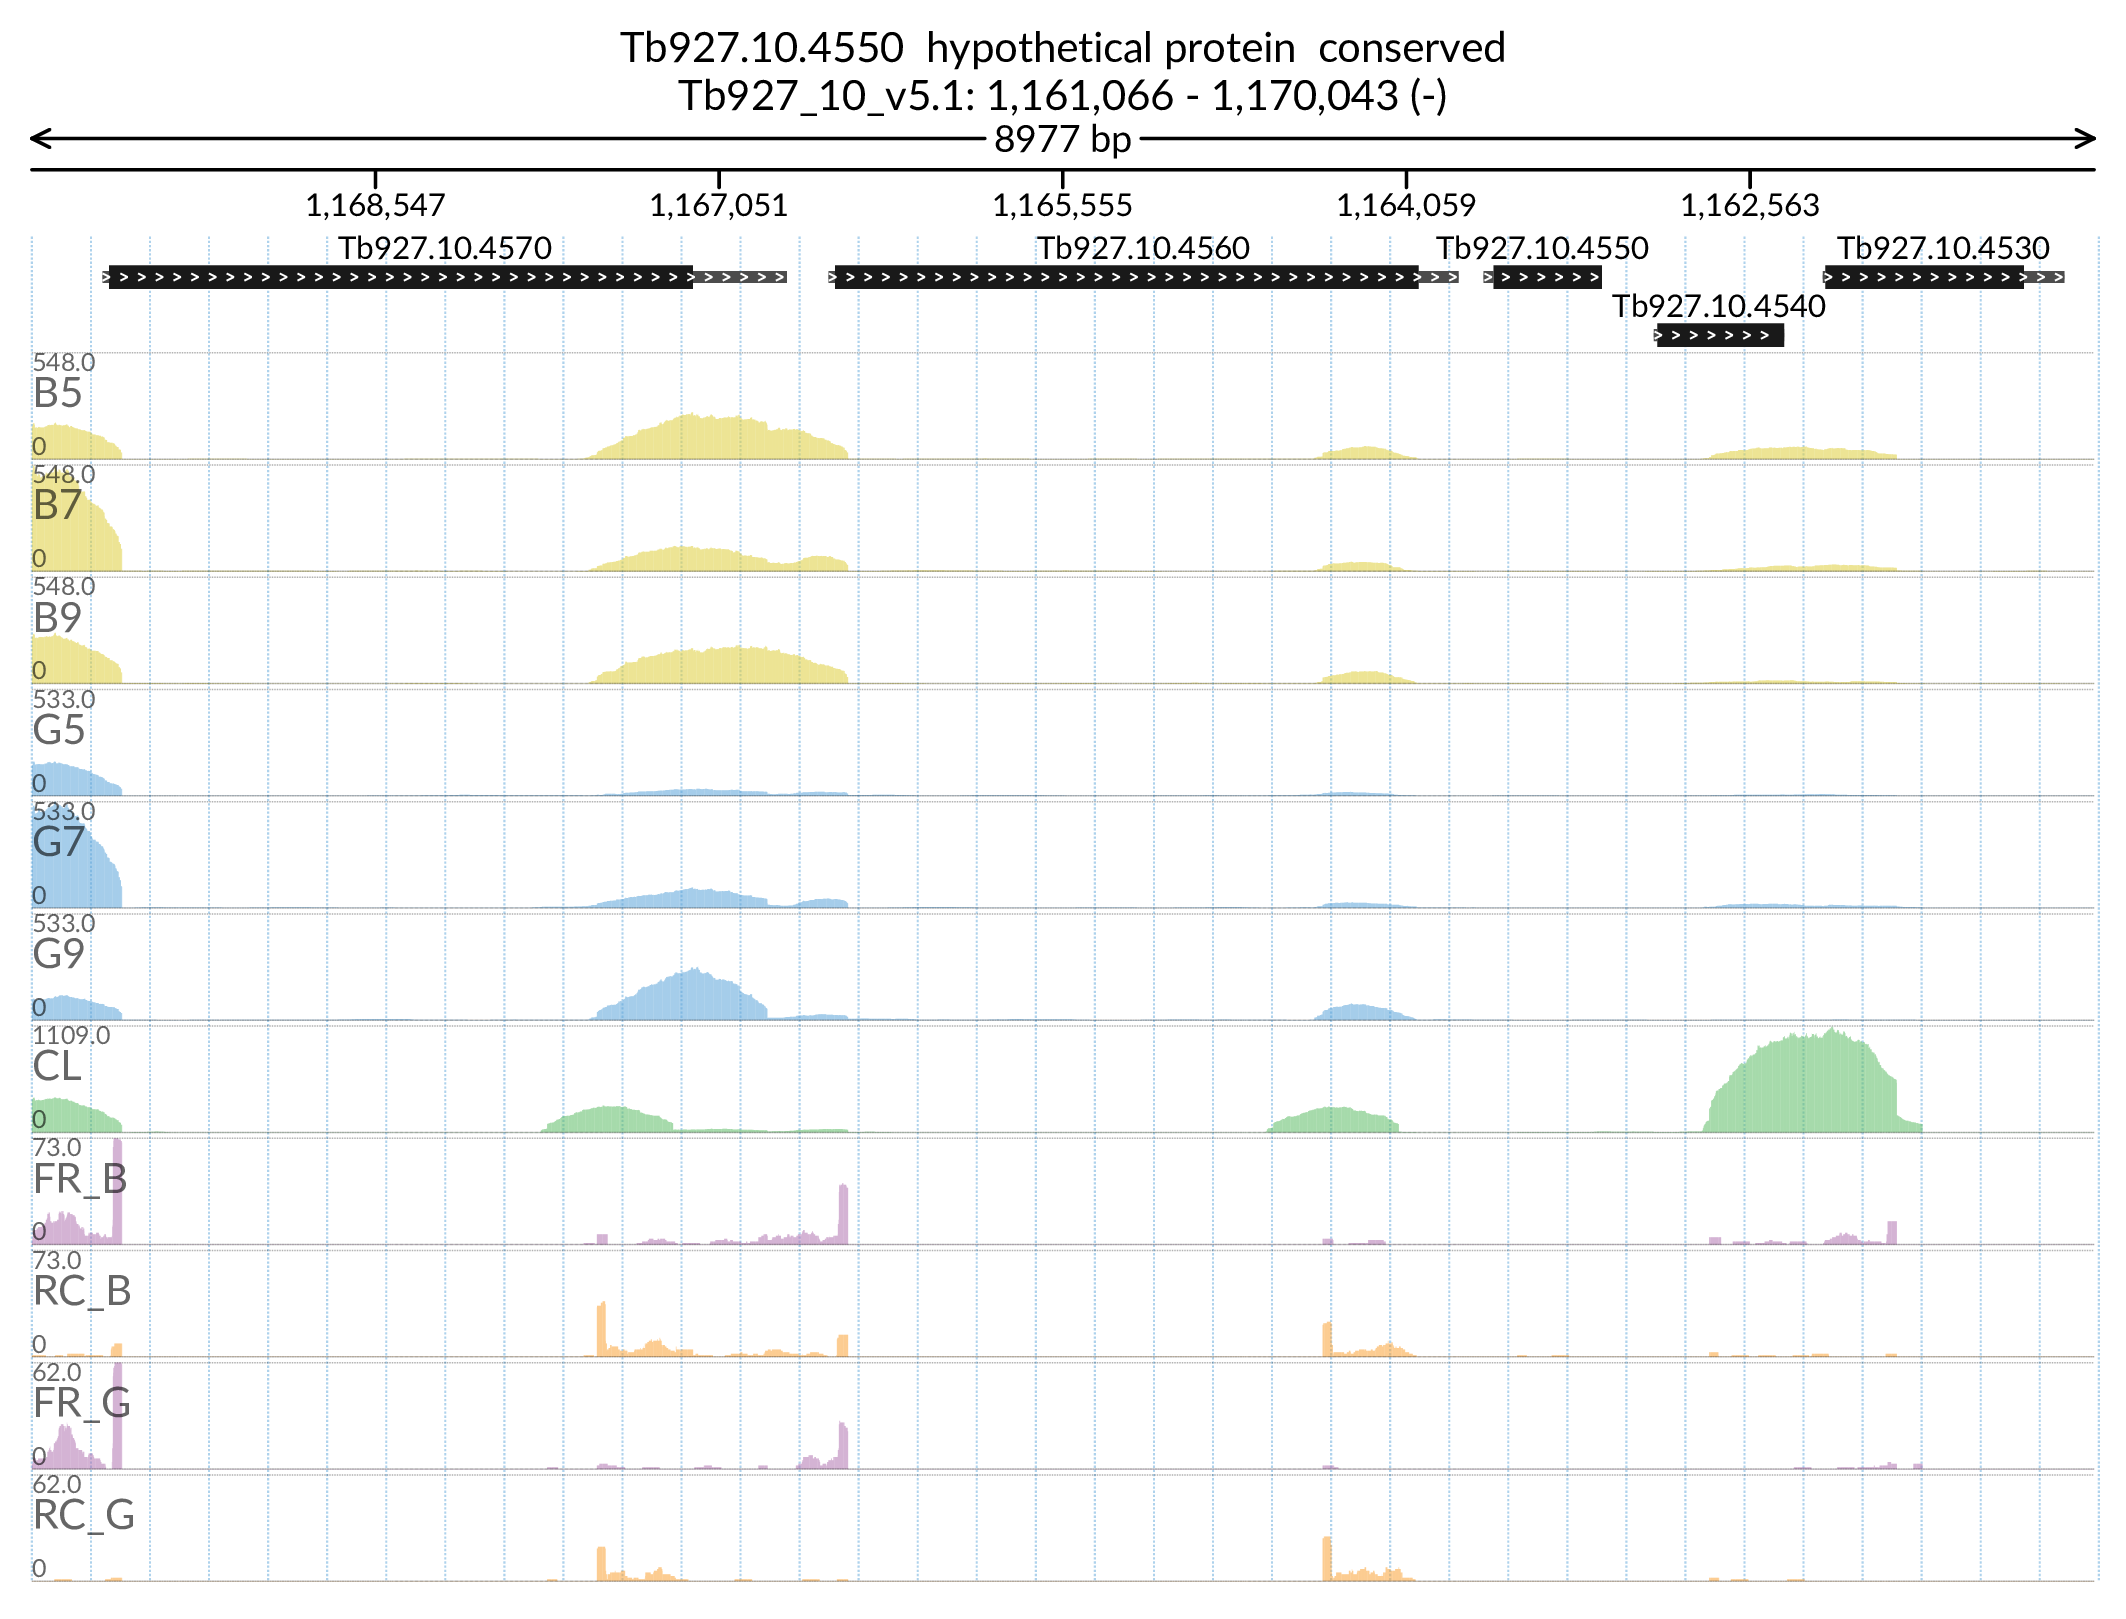 Tb927.10.4550  hypothetical protein  conserved
Tb927_10_v5.1: 1,161,066 - 1,170,043 (-)
8977 bp
1,168,547 1,167,051 1,165,555 1,164,059 1,162,563
Tb927.10.4570 Tb927.10.4560 Tb927.10.4550 Tb927.10.4530
Tb927.10.4540
548.0
B5
0
548.0
B7
0
548.0
B9
0
533.0
G5
0
533.0
G7
0
533.0
G9
0
1109.0
CL
0
73.0
FR_B
0
73.0
RC_B
0
62.0
FR_G
0
62.0
RC_G
0